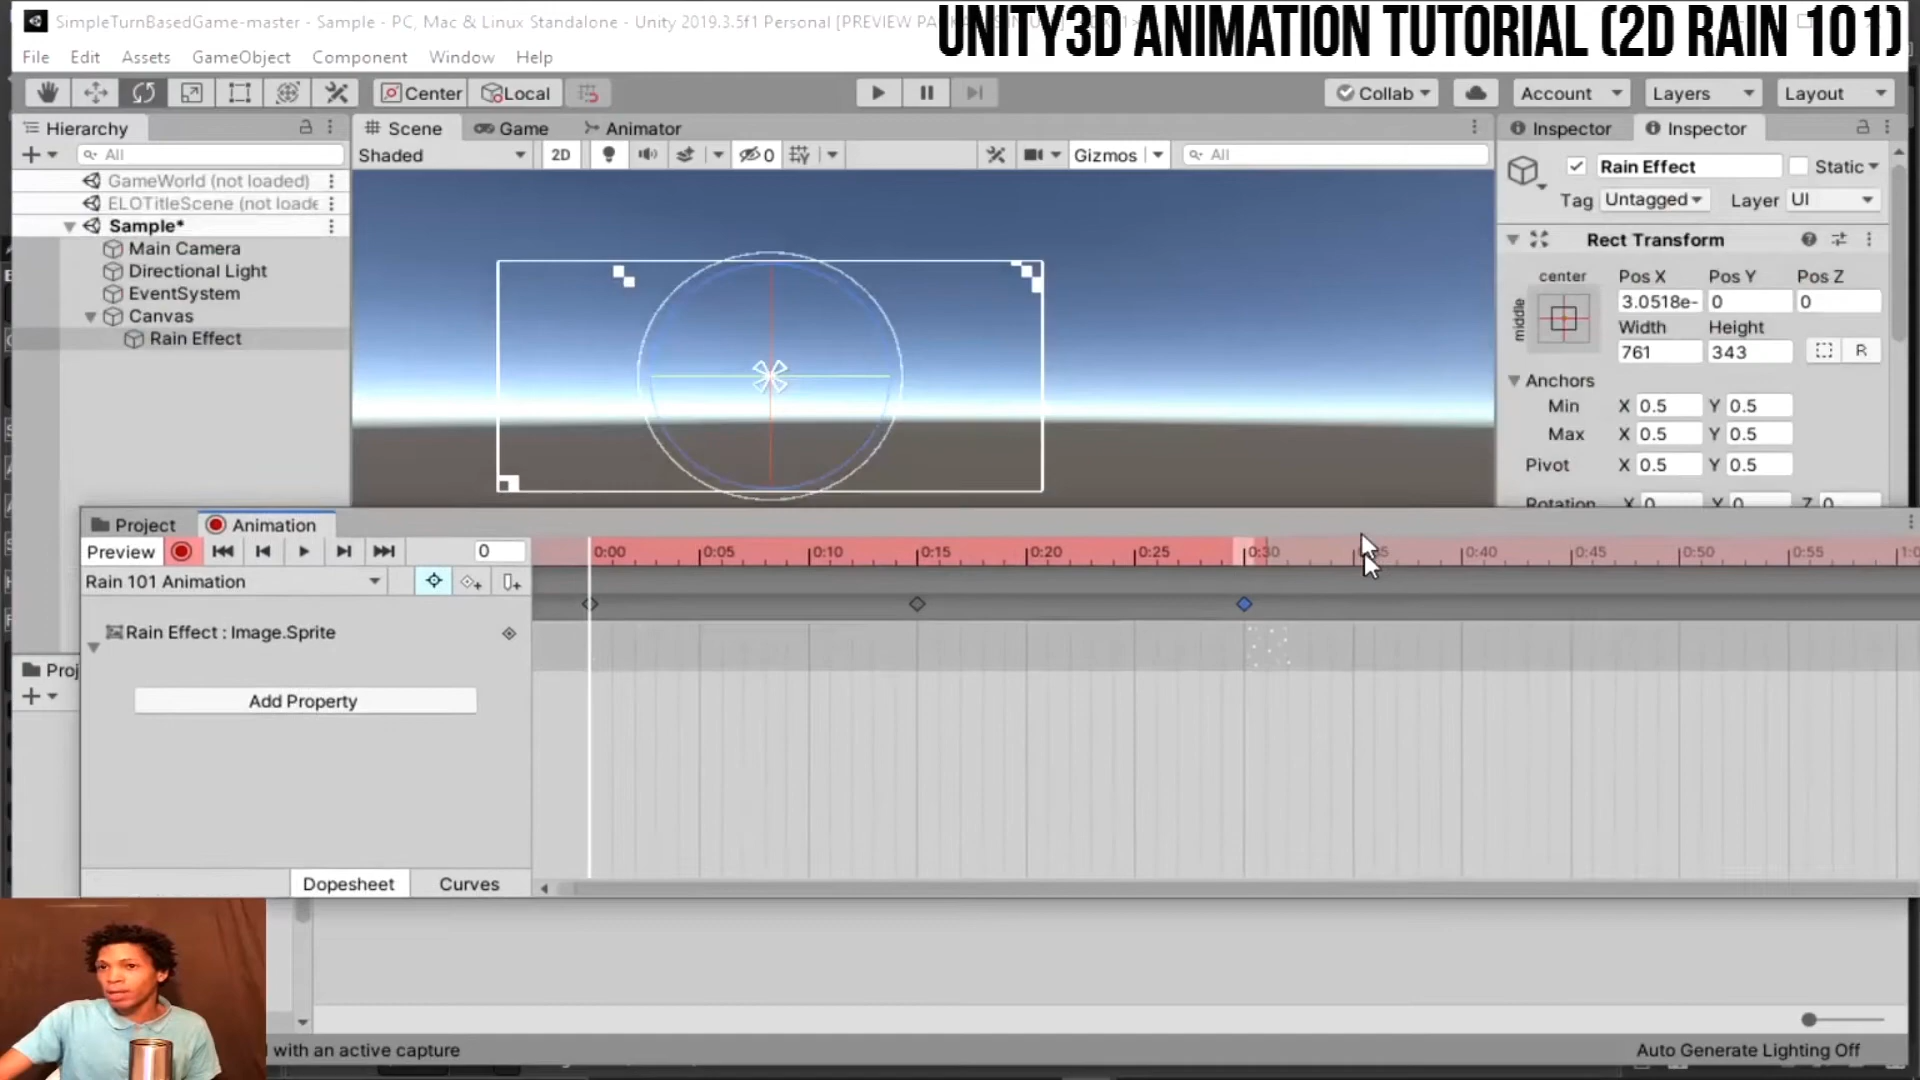 SimpleTurnBasedGame-master - Sample - PC, Mac & Linux Standalone - Unity 2019.3.5f1 Personal [PREVIEW PA
UNITY3D ANIMATION TUTORIAL (2D RAIN 101)
File Edit Assets GameObject Component Window Help
Center Local Collab Account Layers Layout
Hierarchy Scene Game Animator Inspector Inspector
All Shaded 2D 0 Gizmos All
Rain Effect Static
GameWorld (not loaded)
ELOTitleScene (not loade
Tag Untagged Layer UI
Sample*
Main Camera
Rect Transform
Directional Light
center Pos X Pos Y Pos Z
EventSystem
3.0518e- 0 0
Canvas
middle
Width Height
Rain Effect
761 343 R
Anchors
Min X 0.5 Y 0.5
Max X 0.5 Y 0.5
Pivot X 0.5 Y 0.5
Rotation X 0 Y 0 Z 0
Project Animation
Preview 0 0:00 0:05 0:10 0:15 0:20 0:25 0:30 0:40 0:45 0:50 0:55
Rain 101 Animation
Rain Effect : Image.Sprite
Proj
Add Property
Dopesheet Curves
with an active capture
Auto Generate Lighting Off